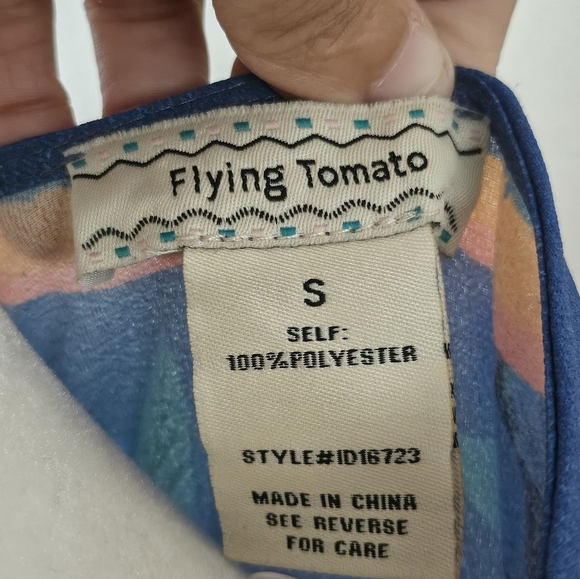 Flying Tomato
S
SELF:
100%POLYESTER
STYLE#ID16723
MADE IN CHINA
SEE REVERSE
FOR CARE